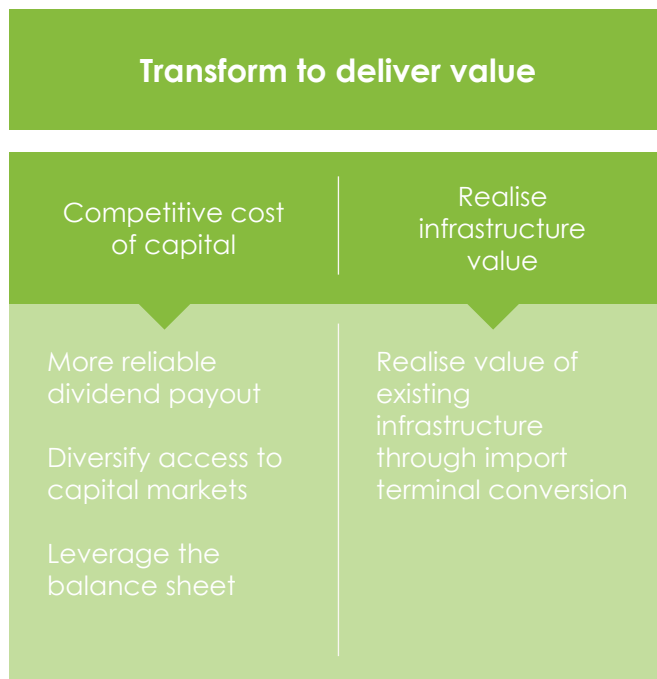 Transform to deliver value
Competitive cost
of capital
Realise
infrastructure
value
More reliable
dividend payout
Diversify access to
capital markets
Leverage the
balance sheet
Realise value of
existing
infrastructure
through import
terminal conversion